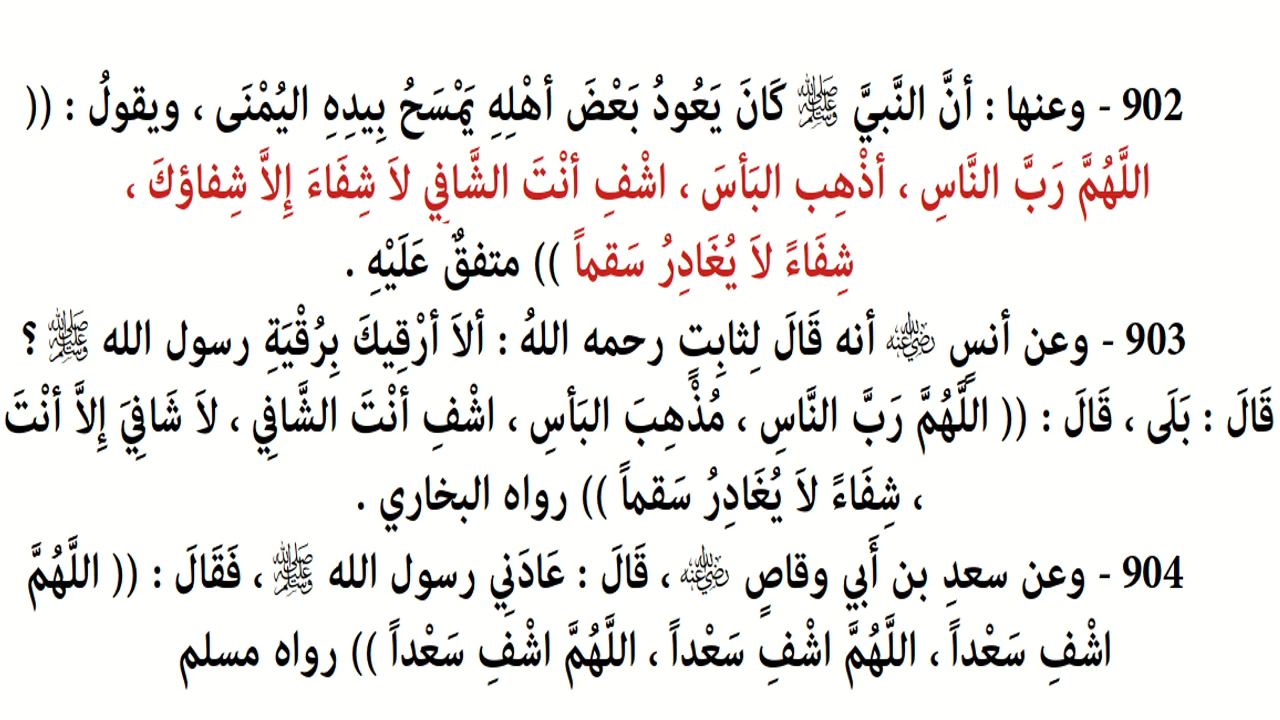 902 - وعنها : أنَّ النَّبيَّ ﷺ كَانَ يَعُودُ بَعْضَ أهْلِهِ يَمْسَحُ بِيدِهِ اليُمْنَى ، ويقولُ : ((
اللَّهُمَّ رَبَّ النَّاسِ ، أذْهِب البَأسَ ، اشْفِ أنْتَ الشَّافِي لاَ شِفَاءَ إِلاَّ شِفاؤكَ ،
شِفَاءً لاَ يُغَادِرُ سَقماً )) متفقٌ عَلَيْهِ .
903 - وعن أنسٍ رضي الله عنه أنه قَالَ لِثابِتٍ رحمه اللهُ : ألاَ أرْقِيكَ بِرُقْيَةِ رسول الله ﷺ ؟
قَالَ : بَلَى ، قَالَ : (( اللَّهُمَّ رَبَّ النَّاسِ ، مُذْهِبَ البَأسِ ، اشْفِ أنْتَ الشَّافِي ، لاَ شَافِيَ إِلاَّ أنْتَ
، شِفَاءً لاَ يُغَادِرُ سَقماً )) رواه البخاري .
904 - وعن سعدِ بن أَبي وقاصٍ رضي الله عنه ، قَالَ : عَادَنِي رسول الله ﷺ ، فَقَالَ : (( اللَّهُمَّ
اشْفِ سَعْداً ، اللَّهُمَّ اشْفِ سَعْداً ، اللَّهُمَّ اشْفِ سَعْداً )) رواه مسلم